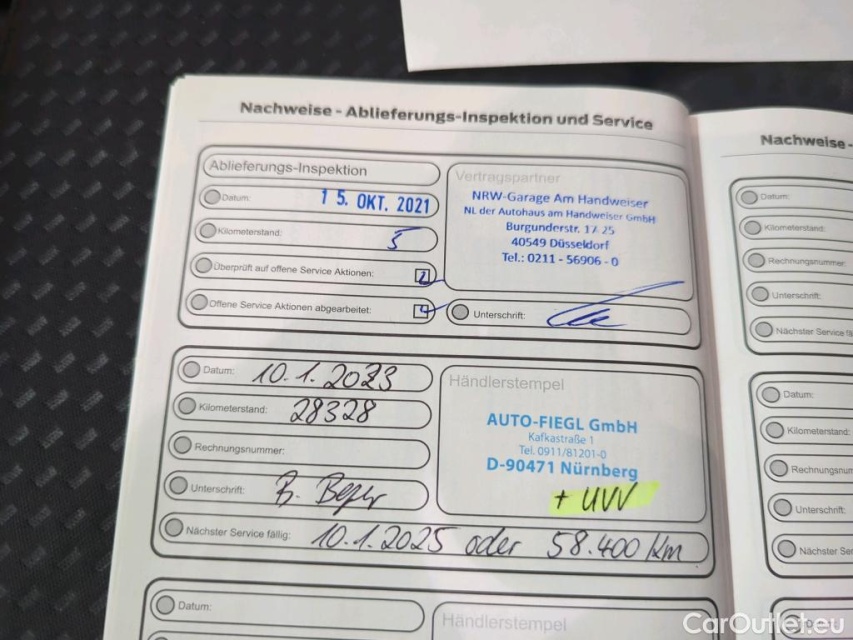 Nachweise - Ablieferungs-Inspektion und Service
Ablieferungs-Inspektion
Datum: 15. OKT. 2021
Kilometerstand: 5
Überprüft auf offene Service Aktionen:
Offene Service Aktionen abgearbeitet:
Vertragspartner
NRW-Garage Am Handweiser
NL der Autohaus am Handweiser GmbH
Burgunderstr. 17-25
40549 Düsseldorf
Tel.: 0211 - 56906 - 0
Unterschrift:
Datum: 10.1.2023
Kilometerstand: 28328
Rechnungsnummer:
Unterschrift: B.
Händlerstempel
AUTO-FIEGL GmbH
Kafkastraße 1
Tel. 0911/81201-0
D-90471 Nürnberg
+ UVV
Nächster Service fällig: 10.1.2025 oder 58.400 Km
Datum:
Händlerstempel
Nachweise -
Datum:
Kilometerstand:
Rechnungsnummer:
Unterschrift:
Nächster Service fä
Datum:
Kilometerstand:
Rechnungsnum
Unterschrift:
Nächster Ser
CarOutlet.eu